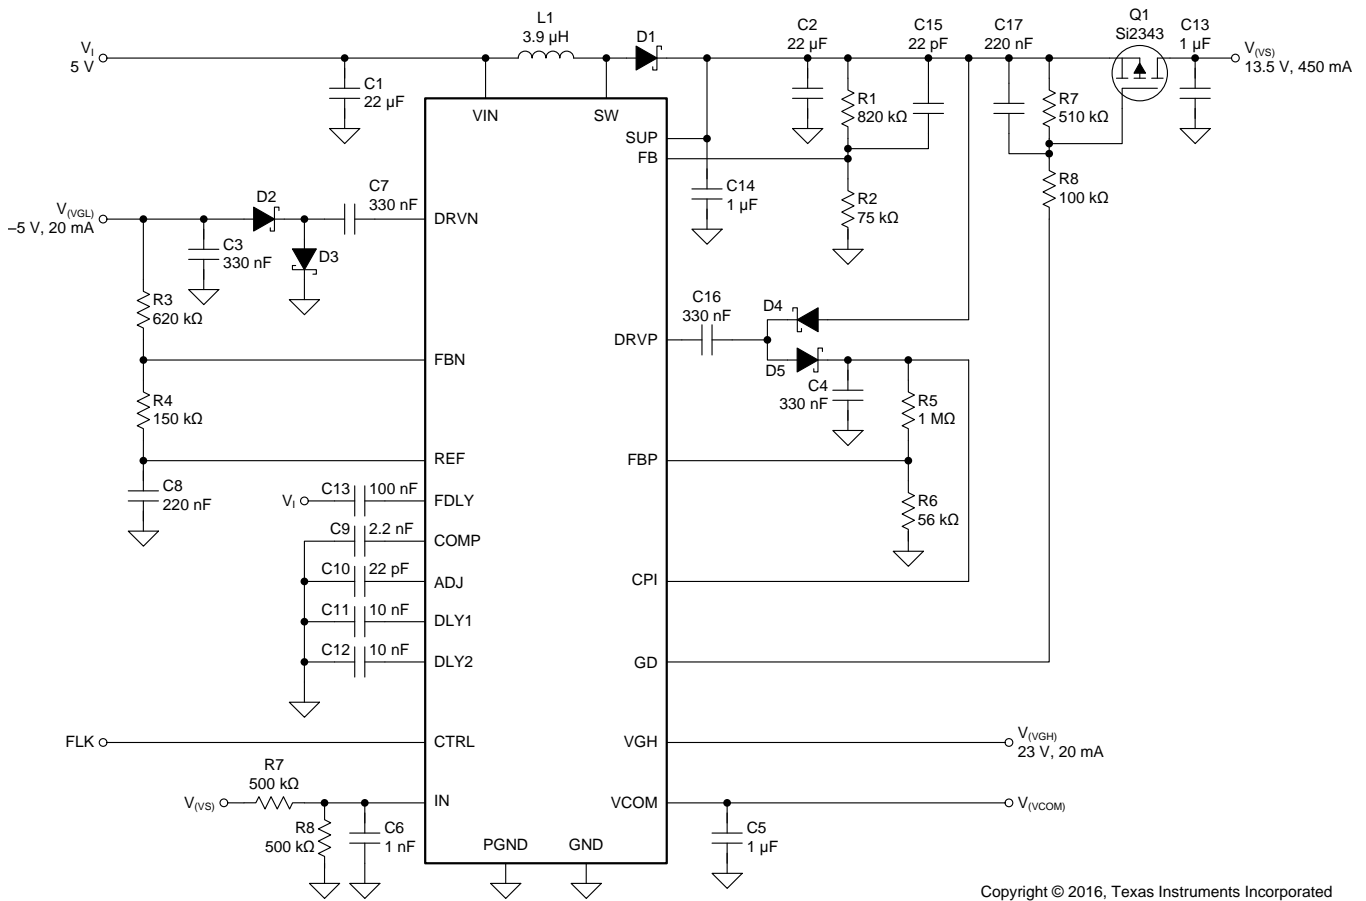 V_I
5 V
C1
22 µF
L1
3.9 µH
D1
C2
22 µF
C15
22 pF
C17
220 nF
Q1
Si2343
C13
1 µF
V_(VS)
13.5 V, 450 mA
R1
820 kΩ
R7
510 kΩ
VIN
SW
SUP
FB
C14
1 µF
R2
75 kΩ
R8
100 kΩ
V_(VGL)
–5 V, 20 mA
D2
C7
330 nF
DRVN
C3
330 nF
D3
R3
620 kΩ
C16
330 nF
D4
DRVP
D5
C4
330 nF
R5
1 MΩ
FBN
R4
150 kΩ
REF
FBP
C8
220 nF
V_I
C13
100 nF
FDLY
R6
56 kΩ
C9
2.2 nF
COMP
C10
22 pF
ADJ
CPI
C11
10 nF
DLY1
C12
10 nF
DLY2
GD
FLK
CTRL
VGH
V_(VGH)
23 V, 20 mA
R7
500 kΩ
V_(VS)
IN
VCOM
V_(VCOM)
R8
500 kΩ
C6
1 nF
PGND
GND
C5
1 µF
Copyright © 2016, Texas Instruments Incorporated